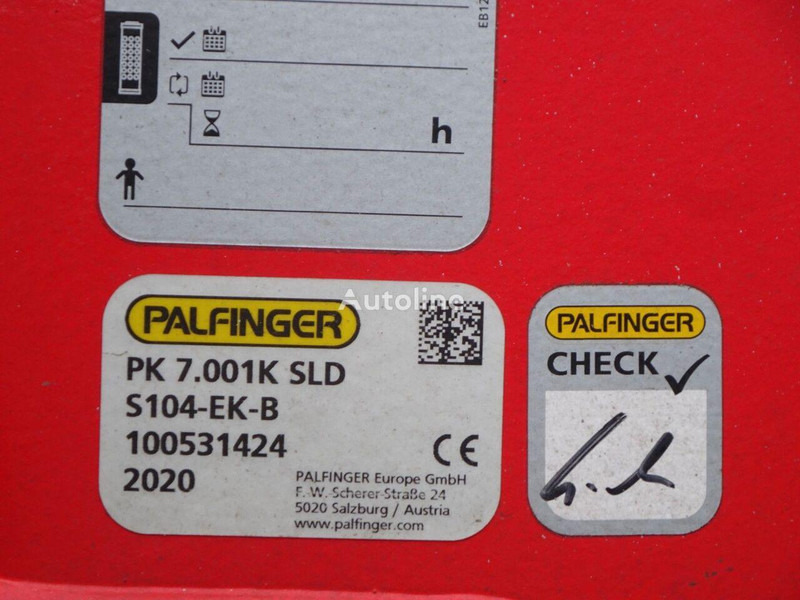 EB12
h
Autoline
PALFINGER
PK 7.001K SLD
S104-EK-B
100531424
2020
PALFINGER Europe GmbH
F. W. Scherer-Straße 24
5020 Salzburg / Austria
www.palfinger.com
PALFINGER
CHECK